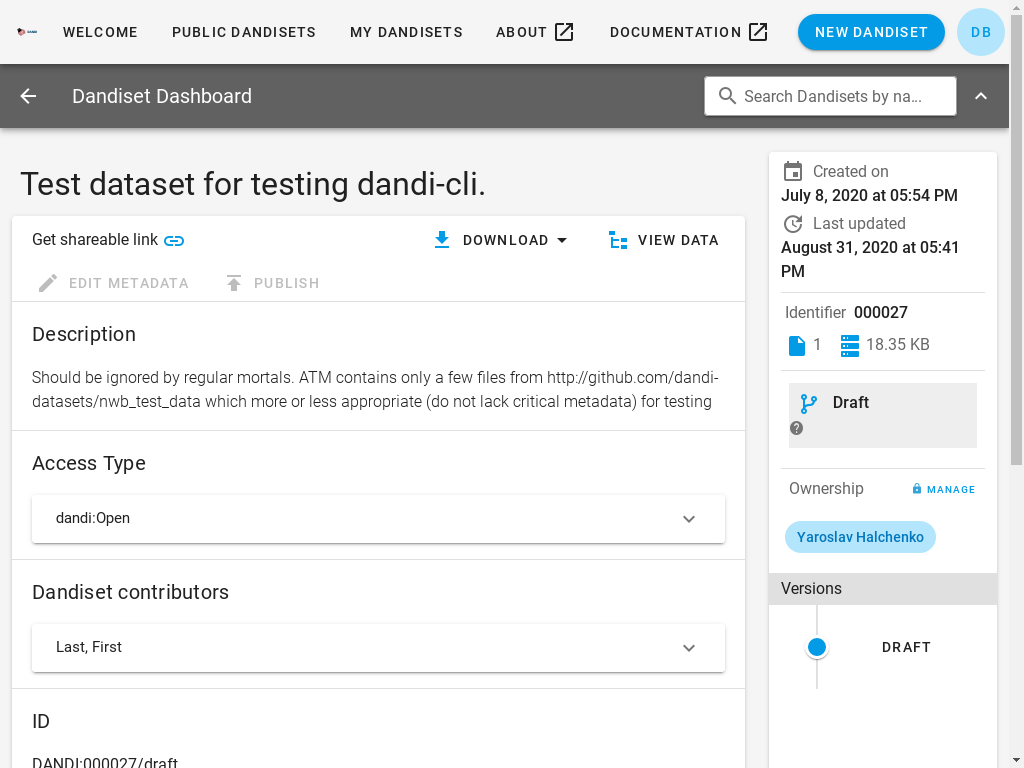 WELCOME PUBLIC DANDISETS MY DANDISETS ABOUT DOCUMENTATION NEW DANDISET DB
Dandiset Dashboard
Search Dandisets by na...
Test dataset for testing dandi-cli.
Get shareable link DOWNLOAD VIEW DATA
EDIT METADATA PUBLISH
Description
Should be ignored by regular mortals. ATM contains only a few files from http://github.com/dandi-
datasets/nwb_test_data which more or less appropriate (do not lack critical metadata) for testing
Access Type
dandi:Open
Dandiset contributors
Last, First
ID
DANDI:000027/draft
Created on
July 8, 2020 at 05:54 PM
Last updated
August 31, 2020 at 05:41
PM
Identifier 000027
1 18.35 KB
Draft
Ownership MANAGE
Yaroslav Halchenko
Versions
DRAFT